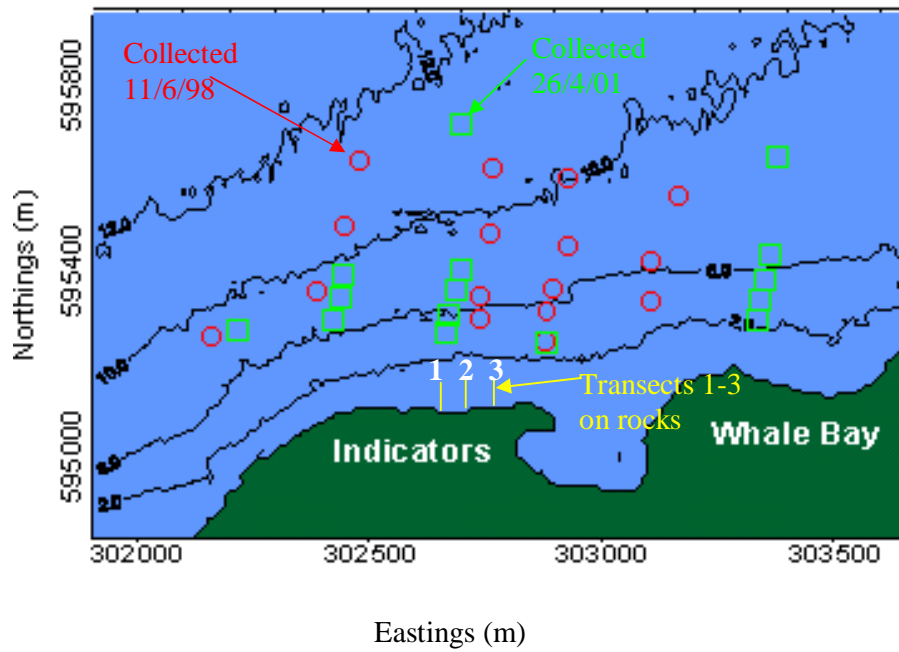 Collected
11/6/98
Collected
26/4/01
595800
595400
595000
Northings (m)
12.0
10.0
10.0
6.0
6.0
2.0
2.0
1 2 3
Transects 1-3
on rocks
Indicators
Whale Bay
302000 302500 303000 303500
Eastings (m)